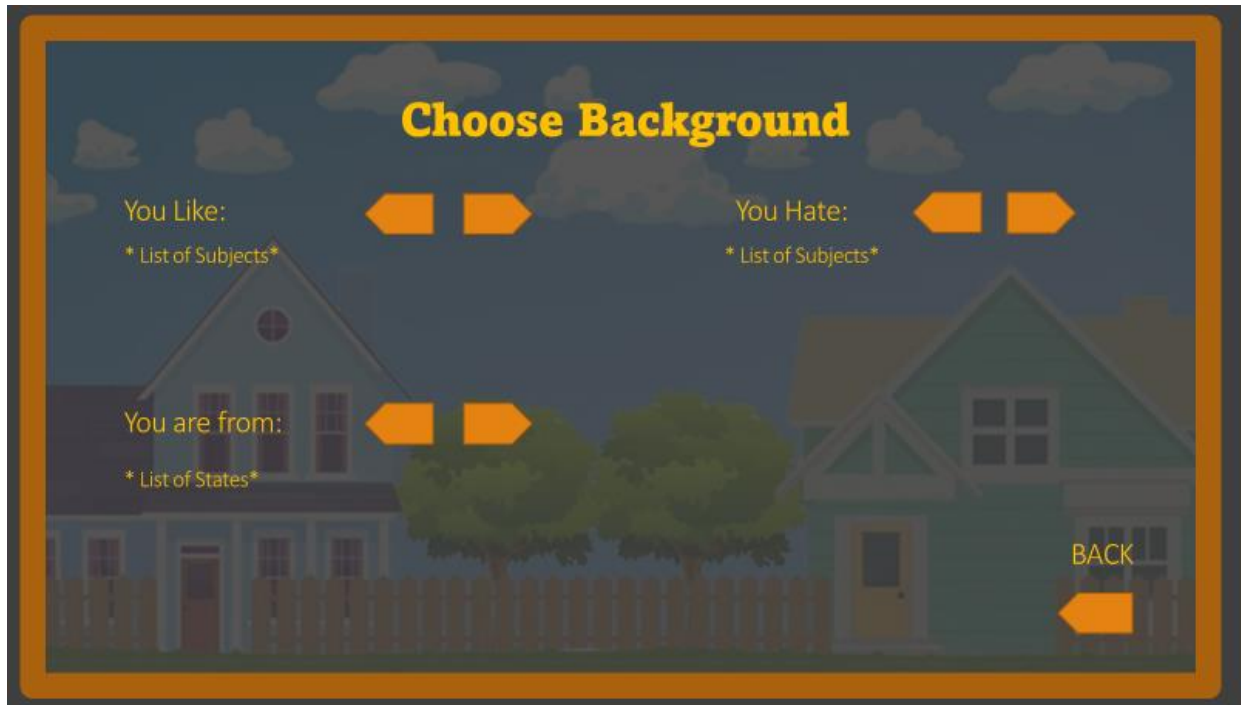 Choose Background
You Like:
* List of Subjects*
You Hate:
* List of Subjects*
You are from:
* List of States*
BACK